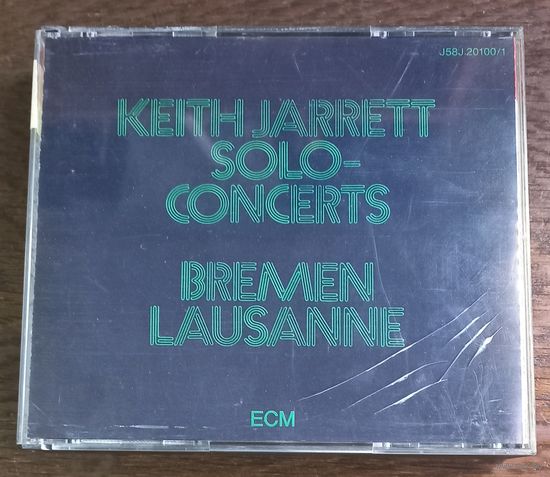 J58J 20100/1
KEITH JARRETT
SOLO-
CONCERTS
BREMEN
LAUSANNE
ECM